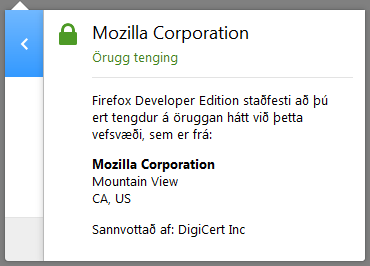 Mozilla Corporation
Örugg tenging
Firefox Developer Edition staðfesti að þú
ert tengdur á öruggan hátt við þetta
vefsvæði, sem er frá:
Mozilla Corporation
Mountain View
CA, US
Sannvottað af: DigiCert Inc